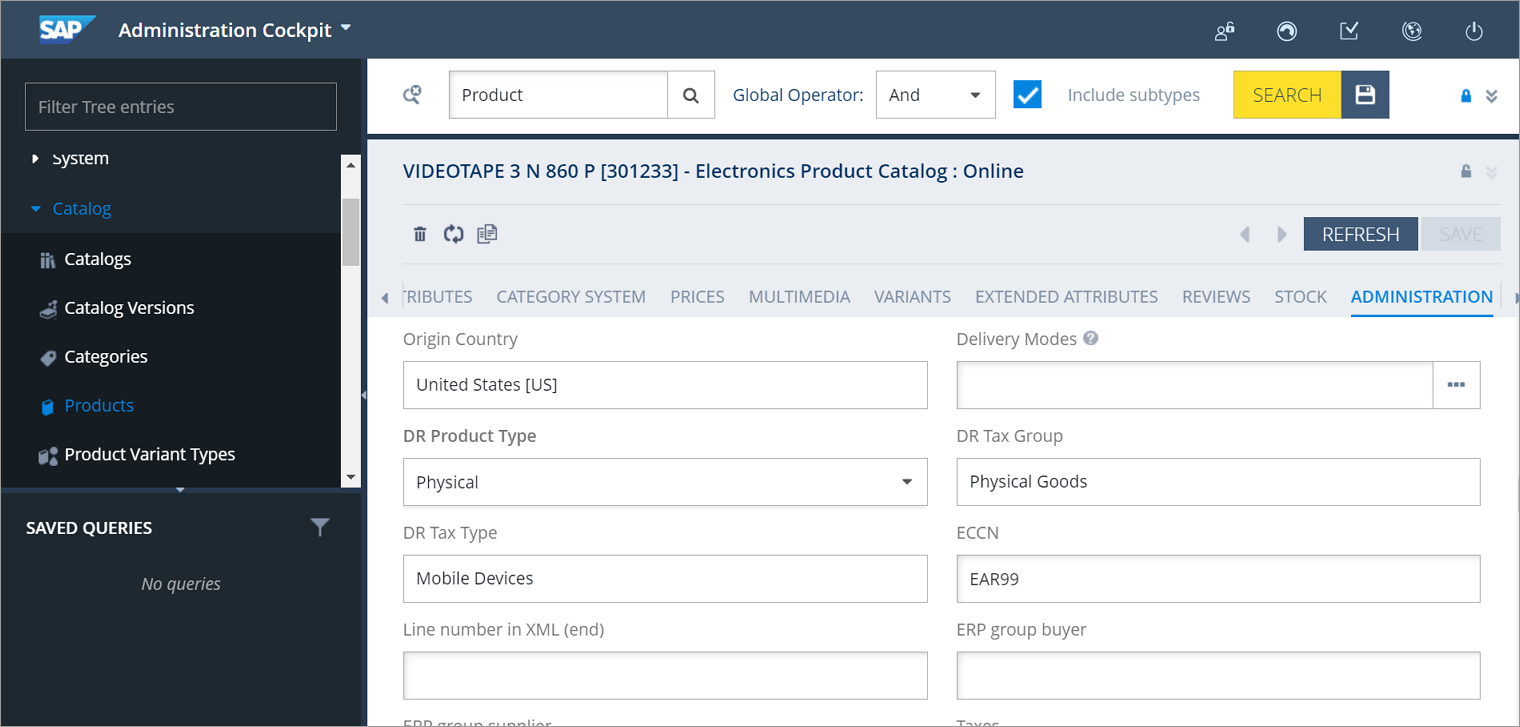 SAP Administration Cockpit
Filter Tree entries
System
Catalog
Catalogs
Catalog Versions
Categories
Products
Product Variant Types
SAVED QUERIES
No queries
Product Global Operator: And Include subtypes SEARCH
VIDEOTAPE 3 N 860 P [301233] - Electronics Product Catalog : Online
REFRESH SAVE
TRIBUTES CATEGORY SYSTEM PRICES MULTIMEDIA VARIANTS EXTENDED ATTRIBUTES REVIEWS STOCK ADMINISTRATION
Origin Country Delivery Modes ?
United States [US] •••
DR Product Type DR Tax Group
Physical Physical Goods
DR Tax Type ECCN
Mobile Devices EAR99
Line number in XML (end) ERP group buyer
ERP group supplier Taxes